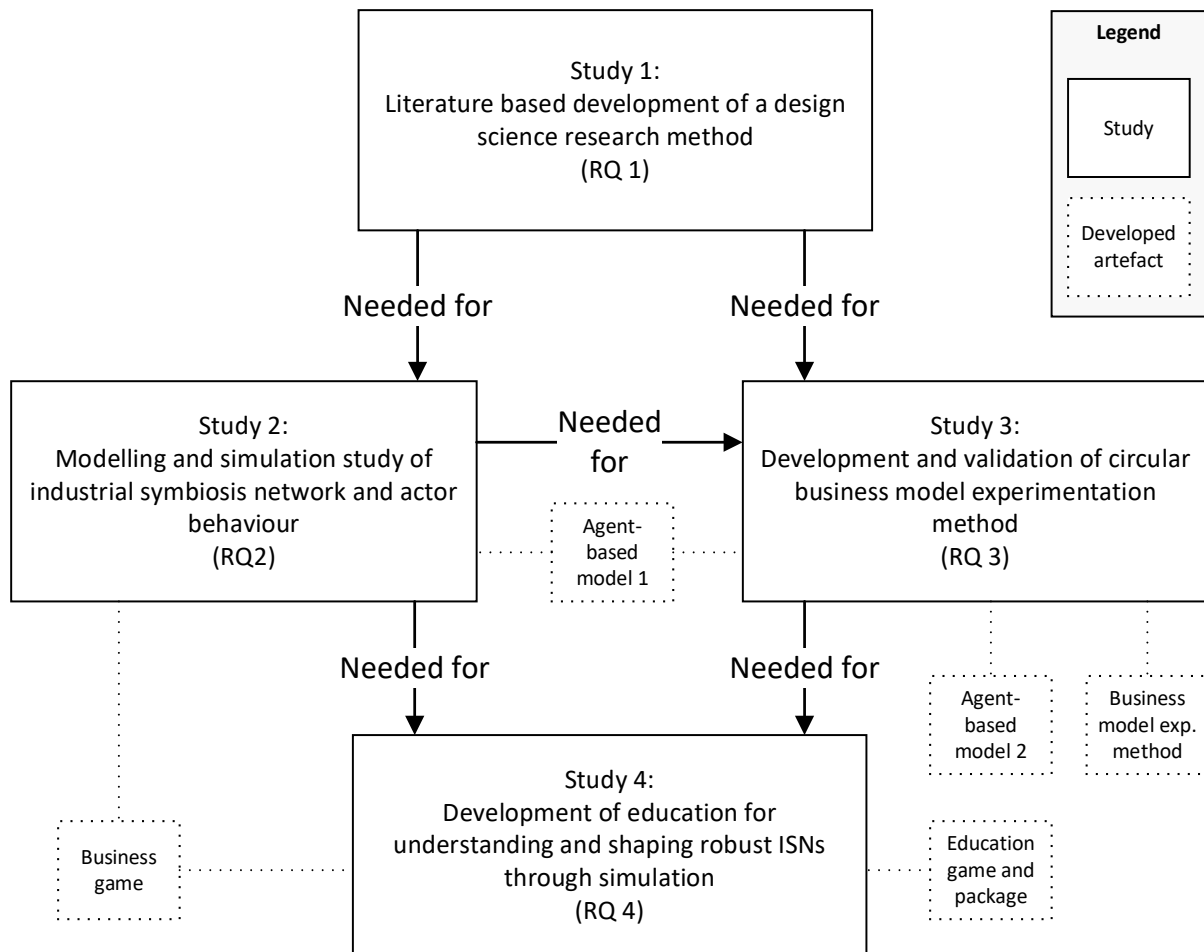 Legend
Study
Developed
artefact
Study 1:
Literature based development of a design
science research method
(RQ 1)
Needed for
Needed for
Study 2:
Modelling and simulation study of
industrial symbiosis network and actor
behaviour
(RQ2)
Needed
for
Study 3:
Development and validation of circular
business model experimentation
method
(RQ 3)
Agent-
based
model 1
Needed for
Needed for
Agent-
based
model 2
Business
model exp.
method
Business
game
Study 4:
Development of education for
understanding and shaping robust ISNs
through simulation
(RQ 4)
Education
game and
package